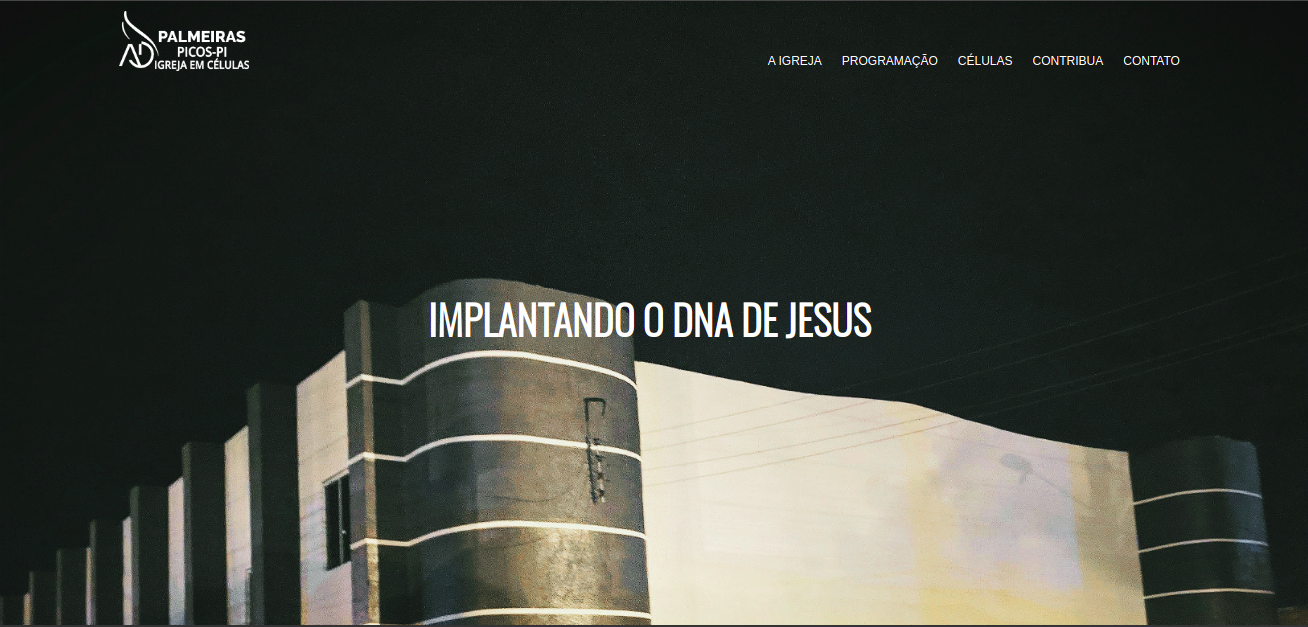 PALMEIRAS
PICOS-PI
AD IGREJA EM CÉLULAS
A IGREJA PROGRAMAÇÃO CÉLULAS CONTRIBUA CONTATO
IMPLANTANDO O DNA DE JESUS